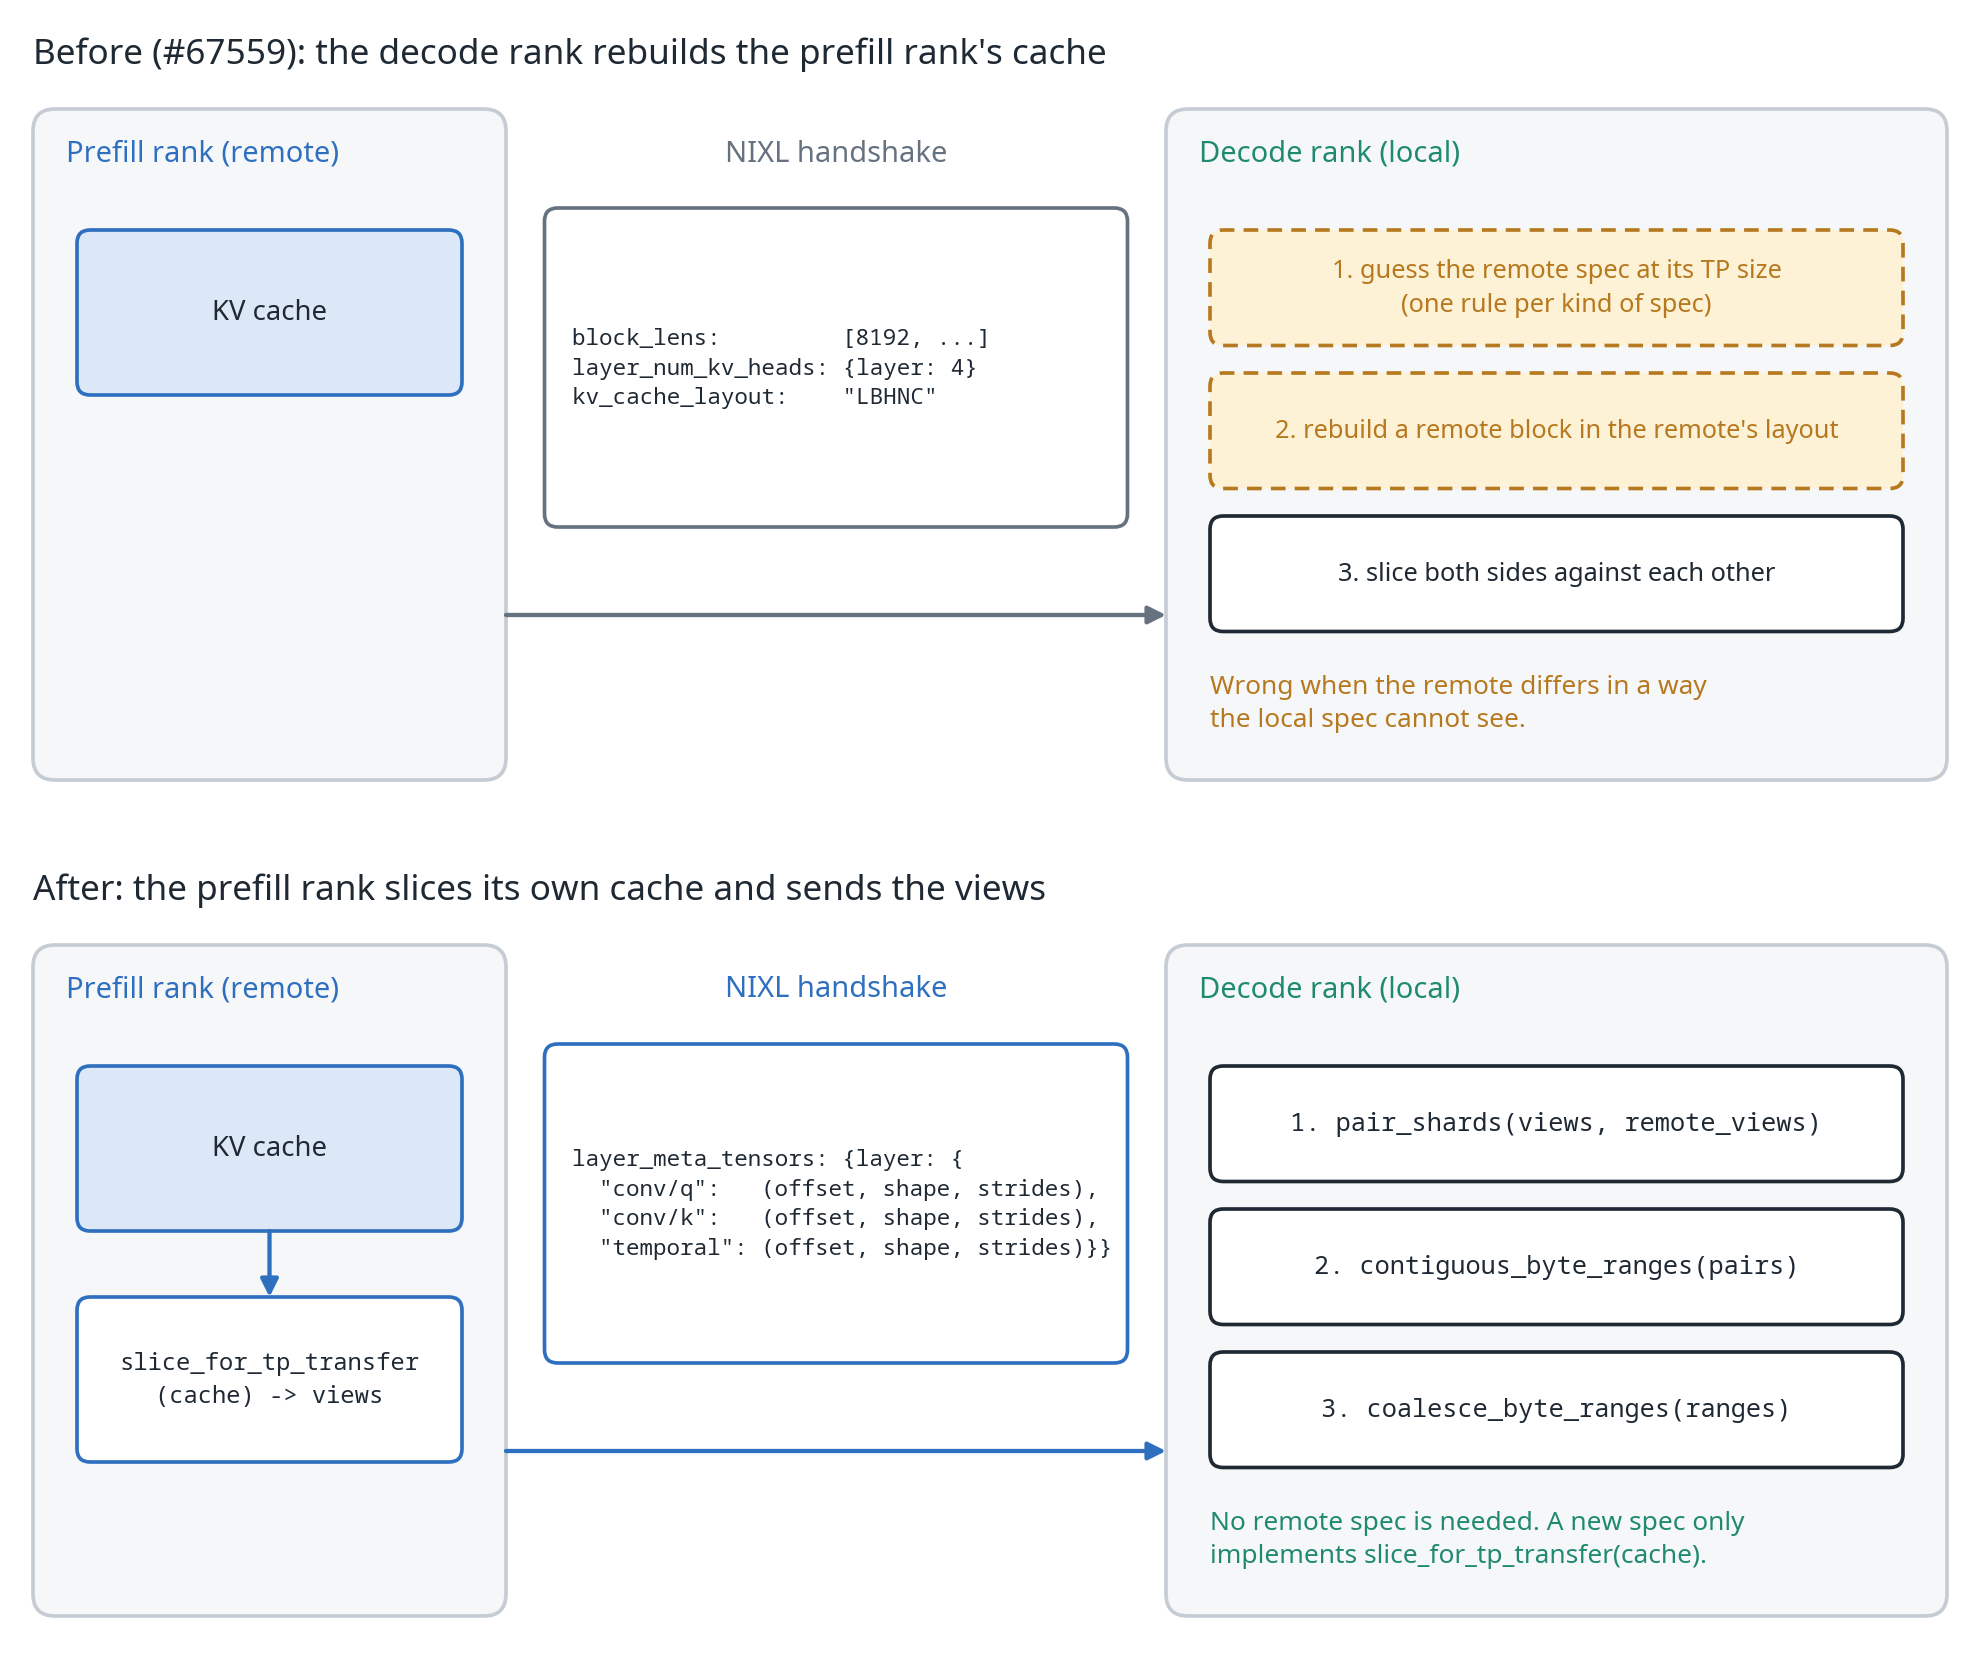 Before (#67559): the decode rank rebuilds the prefill rank's cache
Prefill rank (remote)
KV cache
NIXL handshake
block_lens:         [8192, ...]
layer_num_kv_heads: {layer: 4}
kv_cache_layout:    "LBHNC"
Decode rank (local)
1. guess the remote spec at its TP size
(one rule per kind of spec)
2. rebuild a remote block in the remote's layout
3. slice both sides against each other
Wrong when the remote differs in a way
the local spec cannot see.
After: the prefill rank slices its own cache and sends the views
Prefill rank (remote)
KV cache
slice_for_tp_transfer
(cache) -> views
NIXL handshake
layer_meta_tensors: {layer: {
  "conv/q":   (offset, shape, strides),
  "conv/k":   (offset, shape, strides),
  "temporal": (offset, shape, strides)}}
Decode rank (local)
1. pair_shards(views, remote_views)
2. contiguous_byte_ranges(pairs)
3. coalesce_byte_ranges(ranges)
No remote spec is needed. A new spec only
implements slice_for_tp_transfer(cache).